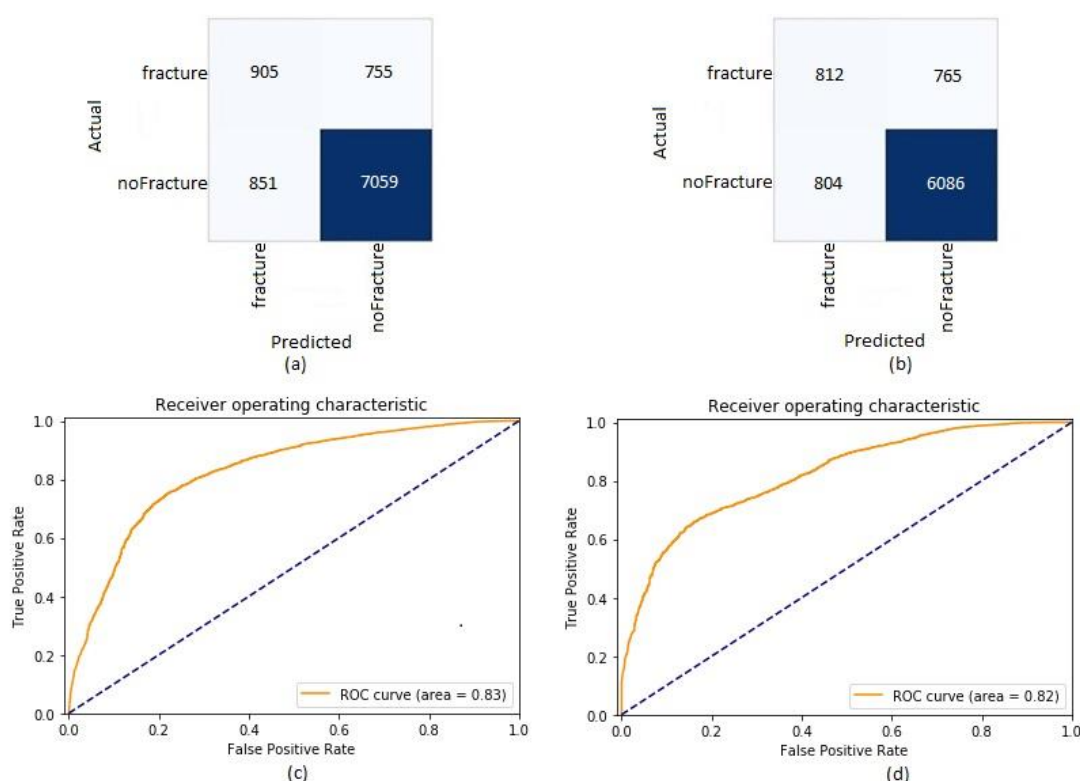 fracture
905 755
Actual
noFracture
851 7059
fracture
noFracture
Predicted
(a)
fracture
812 765
Actual
noFracture
804 6086
fracture
noFracture
Predicted
(b)
Receiver operating characteristic
True Positive Rate
1.0
0.8
0.6
0.4
0.2
0.0
ROC curve (area = 0.83)
0.0 0.2 0.4 0.6 0.8 1.0
False Positive Rate
(c)
Receiver operating characteristic
True Positive Rate
1.0
0.8
0.6
0.4
0.2
0.0
ROC curve (area = 0.82)
0.0 0.2 0.4 0.6 0.8 1.0
False Positive Rate
(d)